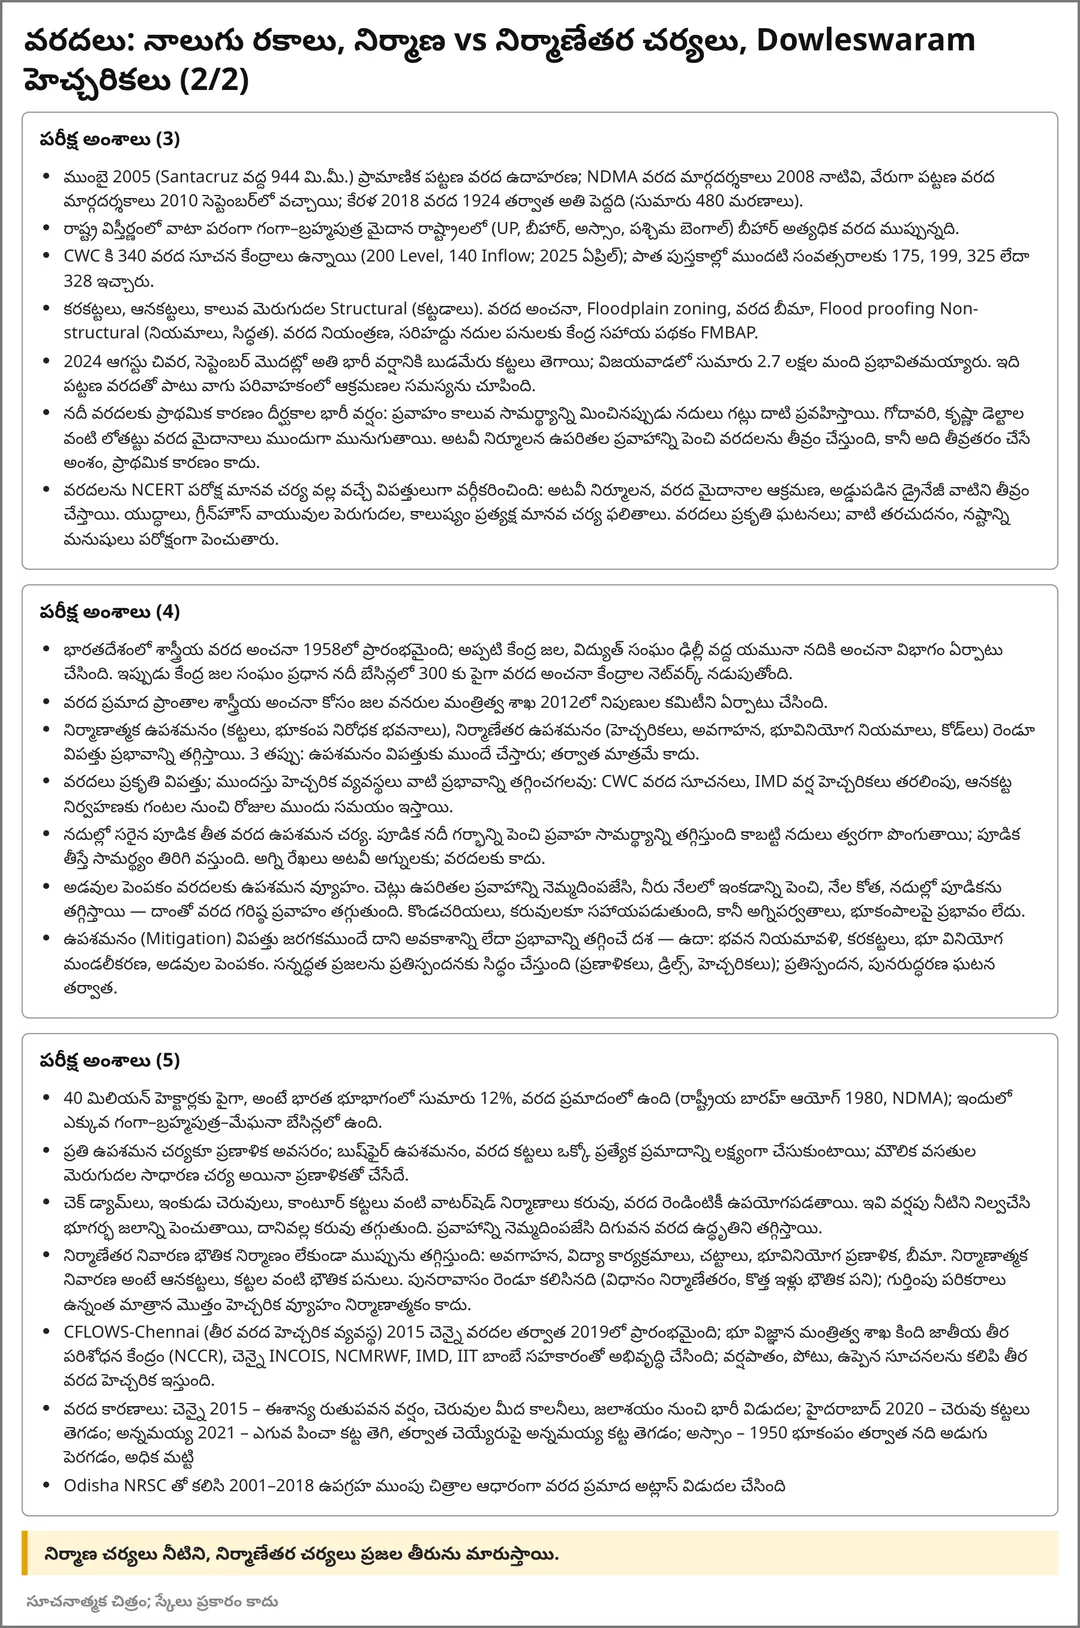 వరదలు: నాలుగు రకాలు, నిర్మాణ vs నిర్మాణేతర చర్యలు, Dowleswaram
హెచ్చరికలు (2/2)
పరీక్ష అంశాలు (3)
• ముంబై 2005 (Santacruz వద్ద 944 మి.మీ.) ప్రామాణిక పట్టణ వరద ఉదాహరణ; NDMA వరద మార్గదర్శకాలు 2008 నాటివి, వేరుగా పట్టణ వరద
మార్గదర్శకాలు 2010 సెప్టెంబర్‌లో వచ్చాయి; కేరళ 2018 వరద 1924 తర్వాత అతి పెద్దది (సుమారు 480 మరణాలు).
• రాష్ట్ర విస్తీర్ణంలో వాటా పరంగా గంగా–బ్రహ్మపుత్ర మైదాన రాష్ట్రాలలో (UP, బీహార్, అస్సాం, పశ్చిమ బెంగాల్) బీహార్ అత్యధిక వరద ముప్పున్నది.
• CWC కి 340 వరద సూచన కేంద్రాలు ఉన్నాయి (200 Level, 140 Inflow; 2025 ఏప్రిల్); పాత పుస్తకాల్లో ముందటి సంవత్సరాలకు 175, 199, 325 లేదా
328 ఇచ్చారు.
• కరకట్టలు, ఆనకట్టలు, కాలువ మెరుగుదల Structural (కట్టడాలు). వరద అంచనా, Floodplain zoning, వరద బీమా, Flood proofing Non-
structural (నియమాలు, సిద్ధత). వరద నియంత్రణ, సరిహద్దు నదుల పనులకు కేంద్ర సహాయ పథకం FMBAP.
• 2024 ఆగస్టు చివర, సెప్టెంబర్ మొదట్లో అతి భారీ వర్షానికి బుడమేరు కట్టలు తెగాయి; విజయవాడలో సుమారు 2.7 లక్షల మంది ప్రభావితమయ్యారు. ఇది
పట్టణ వరదతో పాటు వాగు పరివాహకంలో ఆక్రమణల సమస్యను చూపింది.
• నదీ వరదలకు ప్రాథమిక కారణం దీర్ఘకాల భారీ వర్షం: ప్రవాహం కాలువ సామర్థ్యాన్ని మించినప్పుడు నదులు గట్లు దాటి ప్రవహిస్తాయి. గోదావరి, కృష్ణా డెల్టాల
వంటి లోతట్టు వరద మైదానాలు ముందుగా మునుగుతాయి. అటవీ నిర్మూలన ఉపరితల ప్రవాహాన్ని పెంచి వరదలను తీవ్రం చేస్తుంది, కానీ అది తీవ్రతరం చేసే
అంశం, ప్రాథమిక కారణం కాదు.
• వరదలను NCERT పరోక్ష మానవ చర్య వల్ల వచ్చే విపత్తులుగా వర్గీకరించింది: అటవీ నిర్మూలన, వరద మైదానాల ఆక్రమణ, అడ్డుపడిన డ్రైనేజీ వాటిని తీవ్రం
చేస్తాయి. యుద్ధాలు, గ్రీన్‌హౌస్ వాయువుల పెరుగుదల, కాలుష్యం ప్రత్యక్ష మానవ చర్య ఫలితాలు. వరదలు ప్రకృతి ఘటనలు; వాటి తరచుదనం, నష్టాన్ని
మనుషులు పరోక్షంగా పెంచుతారు.
పరీక్ష అంశాలు (4)
• భారతదేశంలో శాస్త్రీయ వరద అంచనా 1958లో ప్రారంభమైంది; అప్పటి కేంద్ర జల, విద్యుత్ సంఘం ఢిల్లీ వద్ద యమునా నదికి అంచనా విభాగం ఏర్పాటు
చేసింది. ఇప్పుడు కేంద్ర జల సంఘం ప్రధాన నదీ బేసిన్లలో 300 కు పైగా వరద అంచనా కేంద్రాల నెట్‌వర్క్ నడుపుతోంది.
• వరద ప్రమాద ప్రాంతాల శాస్త్రీయ అంచనా కోసం జల వనరుల మంత్రిత్వ శాఖ 2012లో నిపుణుల కమిటీని ఏర్పాటు చేసింది.
• నిర్మాణాత్మక ఉపశమనం (కట్టలు, భూకంప నిరోధక భవనాలు), నిర్మాణేతర ఉపశమనం (హెచ్చరికలు, అవగాహన, భూవినియోగ నియమాలు, కోడ్‌లు) రెండూ
విపత్తు ప్రభావాన్ని తగ్గిస్తాయి. 3 తప్పు: ఉపశమనం విపత్తుకు ముందే చేస్తారు; తర్వాత మాత్రమే కాదు.
• వరదలు ప్రకృతి విపత్తు; ముందస్తు హెచ్చరిక వ్యవస్థలు వాటి ప్రభావాన్ని తగ్గించగలవు: CWC వరద సూచనలు, IMD వర్ష హెచ్చరికలు తరలింపు, ఆనకట్ట
నిర్వహణకు గంటల నుంచి రోజుల ముందు సమయం ఇస్తాయి.
• నదుల్లో సరైన పూడిక తీత వరద ఉపశమన చర్య. పూడిక నదీ గర్భాన్ని పెంచి ప్రవాహ సామర్థ్యాన్ని తగ్గిస్తుంది కాబట్టి నదులు త్వరగా పొంగుతాయి; పూడిక
తీస్తే సామర్థ్యం తిరిగి వస్తుంది. అగ్ని రేఖలు అటవీ అగ్నులకు; వరదలకు కాదు.
• అడవుల పెంపకం వరదలకు ఉపశమన వ్యూహం. చెట్లు ఉపరితల ప్రవాహాన్ని నెమ్మదింపజేసి, నీరు నేలలో ఇంకడాన్ని పెంచి, నేల కోత, నదుల్లో పూడికను
తగ్గిస్తాయి — దాంతో వరద గరిష్ఠ ప్రవాహం తగ్గుతుంది. కొండచరియలు, కరువులకూ సహాయపడుతుంది, కానీ అగ్నిపర్వతాలు, భూకంపాలపై ప్రభావం లేదు.
• ఉపశమనం (Mitigation) విపత్తు జరగకముందే దాని అవకాశాన్ని లేదా ప్రభావాన్ని తగ్గించే దశ — ఉదా: భవన నియమావళి, కరకట్టలు, భూ వినియోగ
మండలీకరణ, అడవుల పెంపకం. సన్నద్ధత ప్రజలను ప్రతిస్పందనకు సిద్ధం చేస్తుంది (ప్రణాళికలు, డ్రిల్స్, హెచ్చరికలు); ప్రతిస్పందన, పునరుద్ధరణ ఘటన
తర్వాత.
పరీక్ష అంశాలు (5)
• 40 మిలియన్ హెక్టార్లకు పైగా, అంటే భారత భూభాగంలో సుమారు 12%, వరద ప్రమాదంలో ఉంది (రాష్ట్రీయ బారహ్ ఆయోగ్ 1980, NDMA); ఇందులో
ఎక్కువ గంగా–బ్రహ్మపుత్ర–మేఘనా బేసిన్లలో ఉంది.
• ప్రతి ఉపశమన చర్యకూ ప్రణాళిక అవసరం; బుష్‌ఫైర్ ఉపశమనం, వరద కట్టలు ఒక్కో ప్రత్యేక ప్రమాదాన్ని లక్ష్యంగా చేసుకుంటాయి; మౌలిక వసతుల
మెరుగుదల సాధారణ చర్య అయినా ప్రణాళికతో చేసేదే.
• చెక్ డ్యామ్‌లు, ఇంకుడు చెరువులు, కాంటూర్ కట్టలు వంటి వాటర్‌షెడ్ నిర్మాణాలు కరువు, వరద రెండింటికీ ఉపయోగపడతాయి. ఇవి వర్షపు నీటిని నిల్వచేసి
భూగర్భ జలాన్ని పెంచుతాయి, దానివల్ల కరువు తగ్గుతుంది. ప్రవాహాన్ని నెమ్మదింపజేసి దిగువన వరద ఉద్ధృతిని తగ్గిస్తాయి.
• నిర్మాణేతర నివారణ భౌతిక నిర్మాణం లేకుండా ముప్పును తగ్గిస్తుంది: అవగాహన, విద్యా కార్యక్రమాలు, చట్టాలు, భూవినియోగ ప్రణాళిక, బీమా. నిర్మాణాత్మక
నివారణ అంటే ఆనకట్టలు, కట్టల వంటి భౌతిక పనులు. పునరావాసం రెండూ కలిసినది (విధానం నిర్మాణేతరం, కొత్త ఇళ్లు భౌతిక పని); గుర్తింపు పరికరాలు
ఉన్నంత మాత్రాన మొత్తం హెచ్చరిక వ్యూహం నిర్మాణాత్మకం కాదు.
• CFLOWS-Chennai (తీర వరద హెచ్చరిక వ్యవస్థ) 2015 చెన్నై వరదల తర్వాత 2019లో ప్రారంభమైంది; భూ విజ్ఞాన మంత్రిత్వ శాఖ కింది జాతీయ తీర
పరిశోధన కేంద్రం (NCCR), చెన్నై INCOIS, NCMRWF, IMD, IIT బాంబే సహకారంతో అభివృద్ధి చేసింది; వర్షపాతం, పోటు, ఉప్పెన సూచనలను కలిపి తీర
వరద హెచ్చరిక ఇస్తుంది.
• వరద కారణాలు: చెన్నై 2015 – ఈశాన్య రుతుపవన వర్షం, చెరువుల మీద కాలనీలు, జలాశయం నుంచి భారీ విడుదల; హైదరాబాద్ 2020 – చెరువు కట్టలు
తెగడం; అన్నమయ్య 2021 – ఎగువ పించా కట్ట తెగి, తర్వాత చెయ్యేరుపై అన్నమయ్య కట్ట తెగడం; అస్సాం – 1950 భూకంపం తర్వాత నది అడుగు
పెరగడం, అధిక మట్టి
• Odisha NRSC తో కలిసి 2001–2018 ఉపగ్రహ ముంపు చిత్రాల ఆధారంగా వరద ప్రమాద అట్లాస్ విడుదల చేసింది
నిర్మాణ చర్యలు నీటిని, నిర్మాణేతర చర్యలు ప్రజల తీరును మారుస్తాయి.
సూచనాత్మక చిత్రం; స్కేలు ప్రకారం కాదు